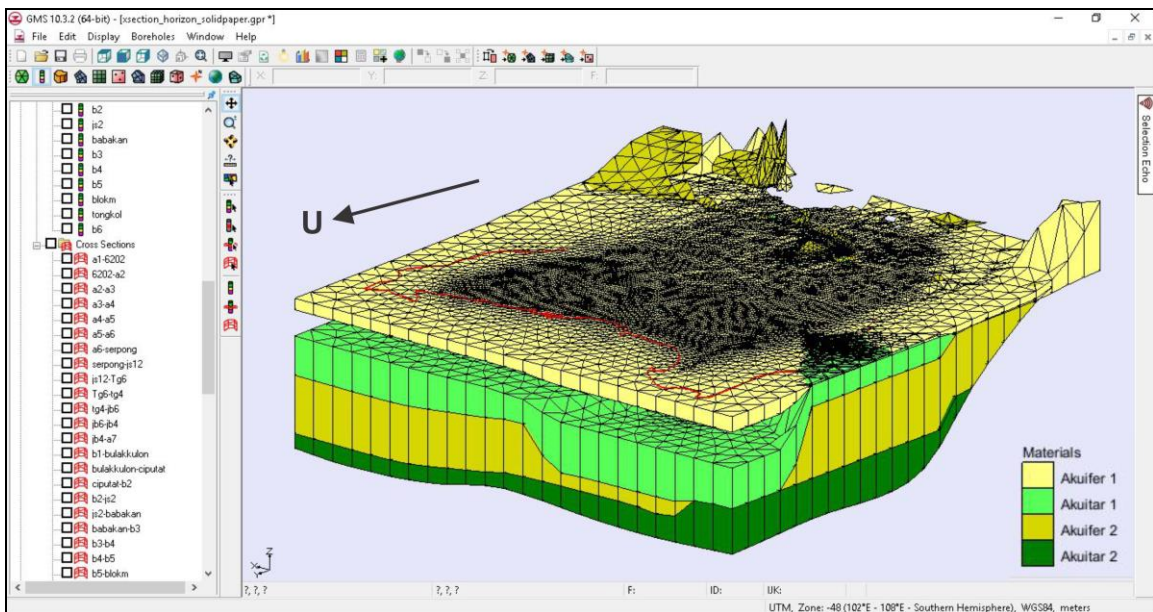 GMS 10.3.2 (64-bit) - [xsection_horizon_solidpaper.gpr *]
File Edit Display Boreholes Window Help
X: Y: Z: F:
b2
js2
babakan
b3
b4
b5
blokm
tongkol
b6
Cross Sections
a1-6202
6202-a2
a2-a3
a3-a4
a4-a5
a5-a6
a6-serpong
serpong-js12
js12-Tg6
Tg6-tg4
tg4-jb6
jb6-jb4
jb4-a7
b1-bulakkulon
bulakkulon-ciputat
ciputat-b2
b2-js2
js2-babakan
babakan-b3
b3-b4
b4-b5
b5-blokm
U
Selection Echo
Materials
Akuifer 1
Akuitar 1
Akuifer 2
Akuitar 2
Z
X
Y
?, ?, ? ?, ?, ? F: ID: IJK:
UTM, Zone: -48 (102°E - 108°E - Southern Hemisphere), WGS84, meters